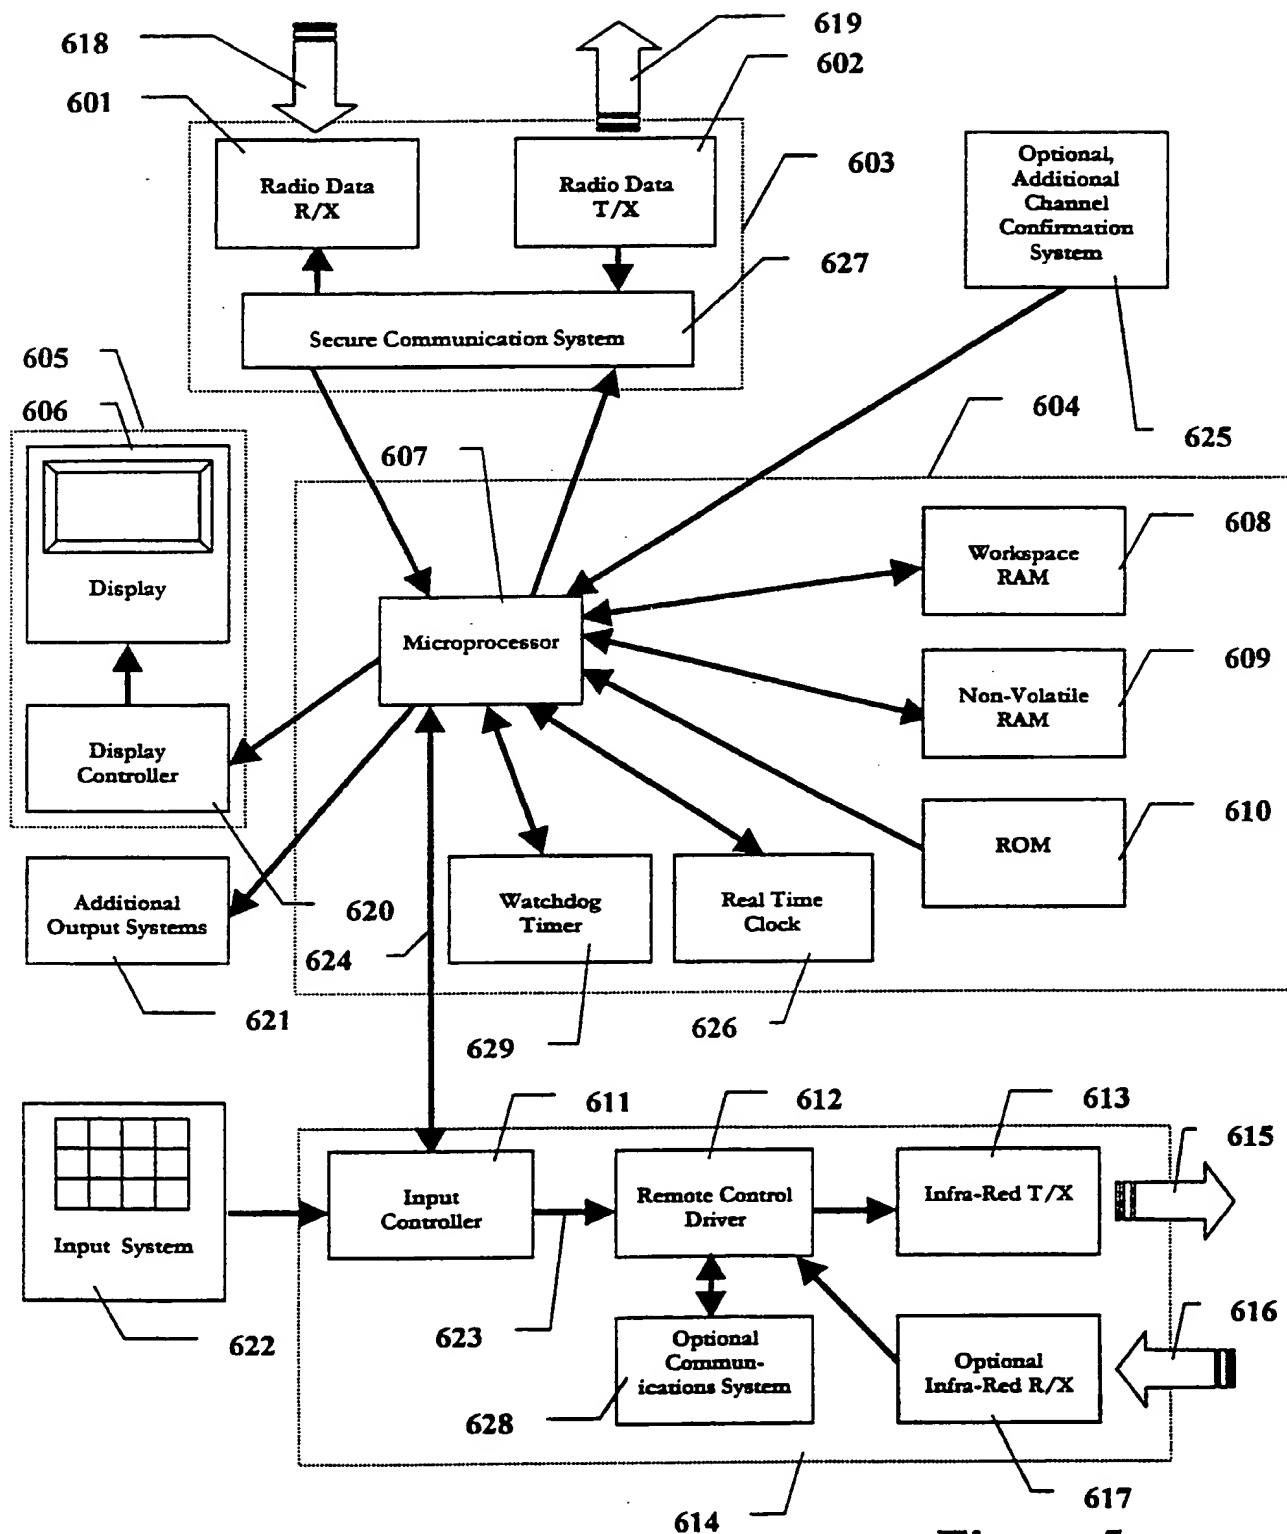 618
619
602
601
Radio Data
R/X
Radio Data
T/X
603
Optional,
Additional
Channel
Confirmation
System
627
Secure Communication System
605
606
604
625
607
Display
Workspace
RAM
608
Microprocessor
Non-Volatile
RAM
609
Display
Controller
ROM
610
Additional
Output Systems
620
624
Watchdog
Timer
Real Time
Clock
621
629
626
611
612
613
615
Input System
Input
Controller
Remote Control
Driver
Infra-Red T/X
622
623
616
Optional
Commun-
ications System
Optional
Infra-Red R/X
628
614
617